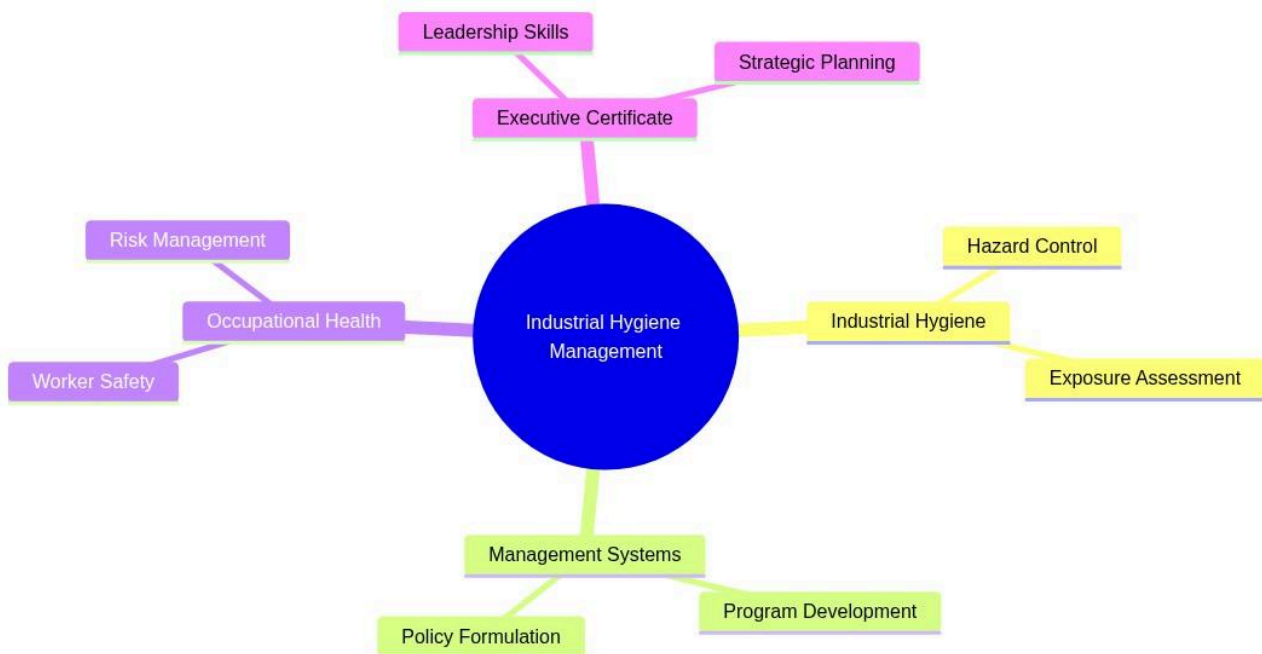 Leadership Skills
Strategic Planning
Executive Certificate
Risk Management
Hazard Control
Occupational Health
Industrial Hygiene
Management
Industrial Hygiene
Worker Safety
Exposure Assessment
Management Systems
Program Development
Policy Formulation